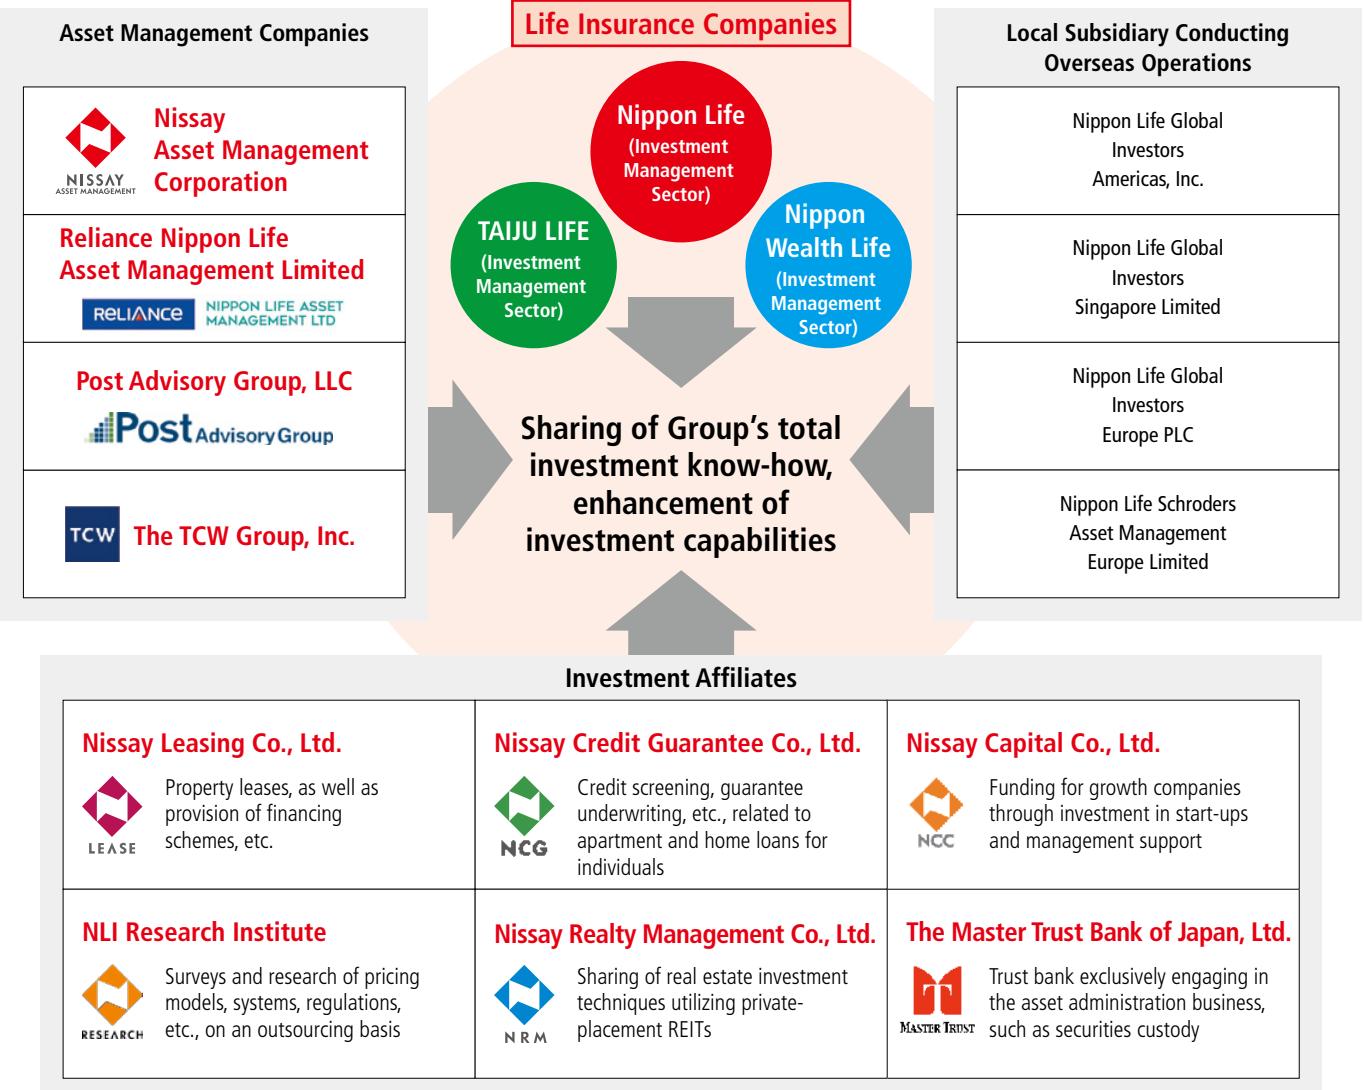 Life Insurance Companies
Asset Management Companies
Nissay
Asset Management
Corporation
NISSAY
ASSET MANAGEMENT
Reliance Nippon Life
Asset Management Limited
RELIANCE
NIPPON LIFE ASSET
MANAGEMENT LTD
Post Advisory Group, LLC
Post Advisory Group
TCW
The TCW Group, Inc.
Nippon Life
(Investment
Management
Sector)
TAIJU LIFE
(Investment
Management
Sector)
Nippon
Wealth Life
(Investment
Management
Sector)
Sharing of Group's total
investment know-how,
enhancement of
investment capabilities
Local Subsidiary Conducting
Overseas Operations
Nippon Life Global
Investors
Americas, Inc.
Nippon Life Global
Investors
Singapore Limited
Nippon Life Global
Investors
Europe PLC
Nippon Life Schroders
Asset Management
Europe Limited
Investment Affiliates
Nissay Leasing Co., Ltd.
LEASE
Property leases, as well as
provision of financing
schemes, etc.
Nissay Credit Guarantee Co., Ltd.
NCG
Credit screening, guarantee
underwriting, etc., related to
apartment and home loans for
individuals
Nissay Capital Co., Ltd.
NCC
Funding for growth companies
through investment in start-ups
and management support
NLI Research Institute
RESEARCH
Surveys and research of pricing
models, systems, regulations,
etc., on an outsourcing basis
Nissay Realty Management Co., Ltd.
NRM
Sharing of real estate investment
techniques utilizing private-
placement REITs
The Master Trust Bank of Japan, Ltd.
MASTER TRUST
Trust bank exclusively engaging in
the asset administration business,
such as securities custody